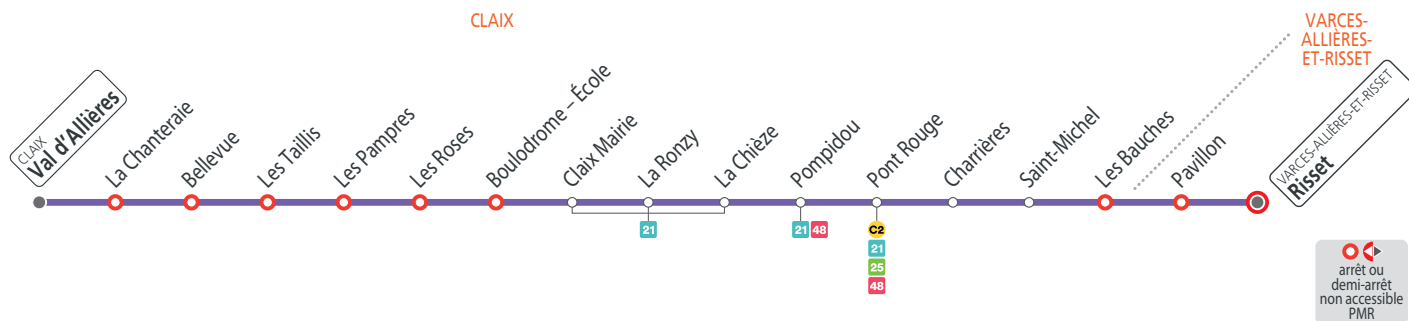 CLAIX
VARCES-
ALLIÈRES-
ET-RISSET
CLAIX
Val d'Allières
La Chanteraie
Bellevue
Les Taillis
Les Pampres
Les Roses
Boulodrome – École
Claix Mairie
La Ronzy
La Chièze
Pompidou
Pont Rouge
Charrières
Saint-Michel
Les Bauches
Pavillon
VARCES-ALLIÈRES-ET-RISSET
Risset
21
21 48
C2
21
25
48
arrêt ou
demi-arrêt
non accessible
PMR